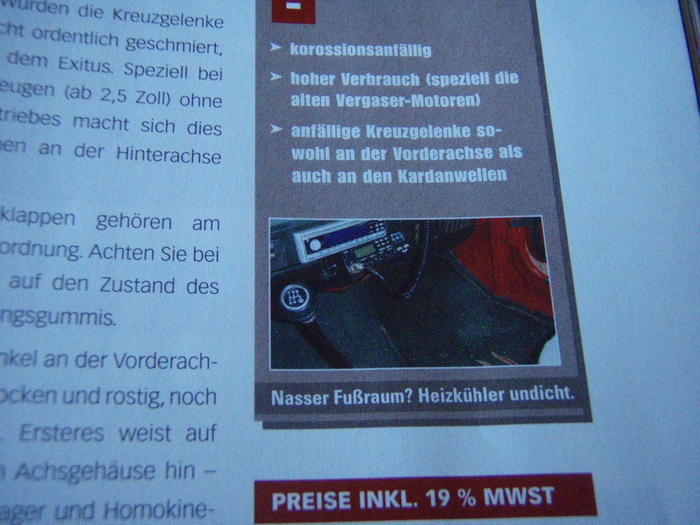 wurden die Kreuzgelenke
cht ordentlich geschmiert,
dem Exitus. Speziell bei
eugen (ab 2,5 Zoll) ohne
triebes macht sich dies
en an der Hinterachse
klappen gehören am
ordnung. Achten Sie bei
auf den Zustand des
ngsgummis.
nkel an der Vorderach-
ocken und rostig, noch
. Ersteres weist auf
Achsgehäuse hin –
ager und Homokine-
-
➤ korossionsanfällig
➤ hoher Verbrauch (speziell die
alten Vergaser-Motoren)
➤ anfällige Kreuzgelenke so-
wohl an der Vorderachse als
auch an den Kardanwellen
Nasser Fußraum? Heizkühler undicht.
PREISE INKL. 19 % MWST